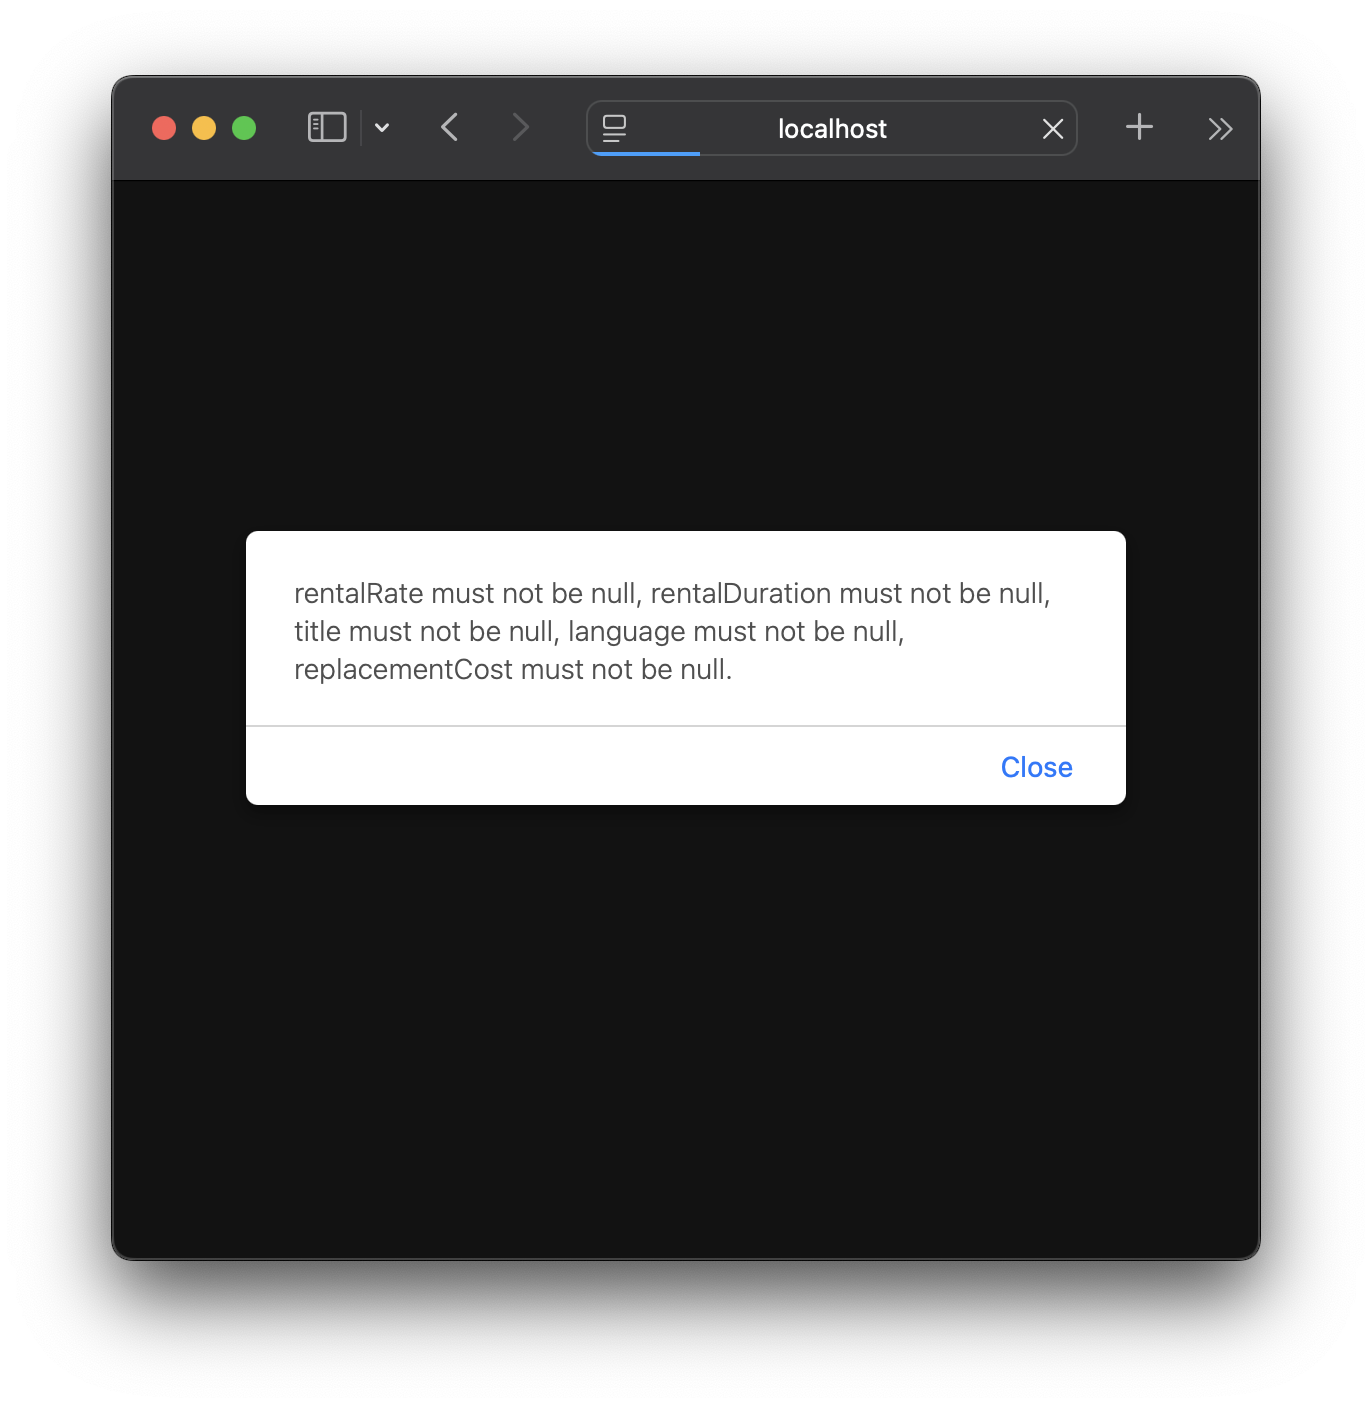 localhost
rentalRate must not be null, rentalDuration must not be null,
title must not be null, language must not be null,
replacementCost must not be null.
Close